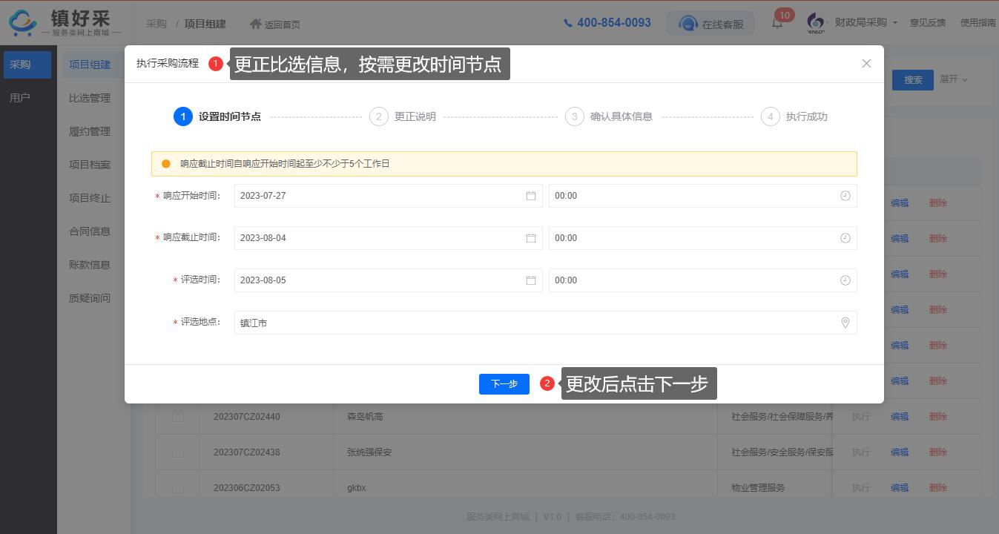 镇好采
服务类网上商城
采购 / 项目组建
返回首页
400-854-0093
在线客服
10
财政局采购
意见反馈
使用指南
采购
用户
项目组建
比选管理
履约管理
项目档案
项目终止
合同信息
账款信息
质疑询问
搜索
展开
执行采购流程
1 更正比选信息，按需更改时间节点
1 设置时间节点
2 更正说明
3 确认具体信息
4 执行成功
响应截止时间自响应开始时间起至少不少于5个工作日
* 响应开始时间: 2023-07-27 00:00
* 响应截止时间: 2023-08-04 00:00
* 评选时间: 2023-08-05 00:00
* 评选地点: 镇江市
下一步
2 更改后点击下一步
编辑 删除
编辑 删除
编辑 删除
编辑 删除
编辑 删除
编辑 删除
202307CZ02440 森岛帆高 社会服务/社会保障服务/养 执行 编辑 删除
202307CZ02438 张统强保安 社会服务/安全服务/保安服 执行 编辑 删除
202306CZ02053 gkbx 物业管理服务 执行 编辑 删除
服务类网上商城 | V1.0 | 客服电话：400-854-0093